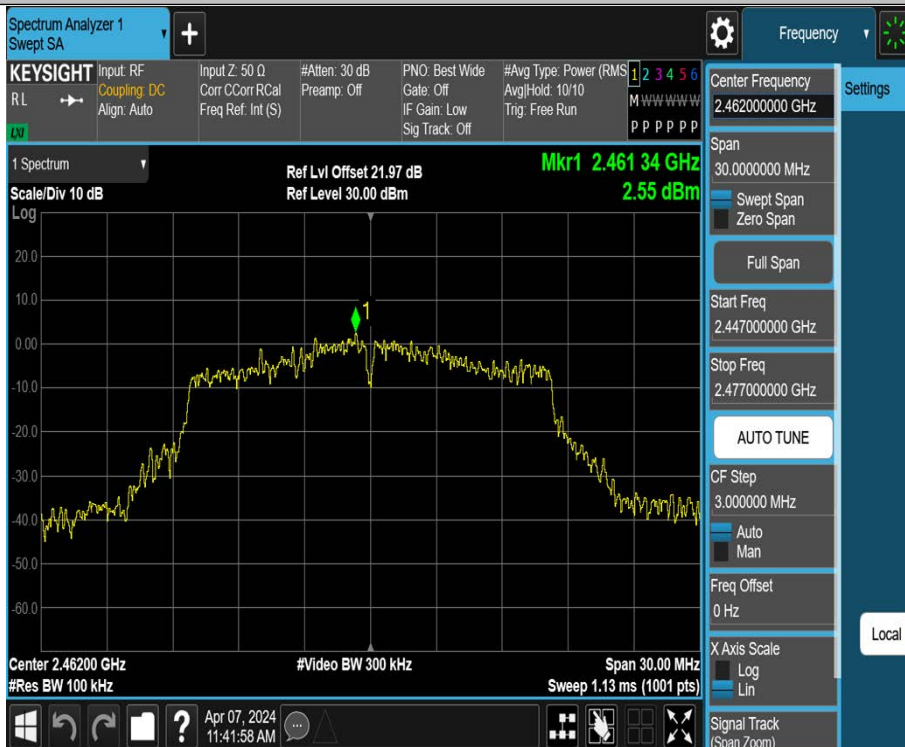 Spectrum Analyzer 1
Swept SA
Frequency
KEYSIGHT
RL
LXI
Input: RF
Coupling: DC
Align: Auto
Input Z: 50 Ω
Corr CCorr RCal
Freq Ref: Int (S)
#Atten: 30 dB
Preamp: Off
PNO: Best Wide
Gate: Off
IF Gain: Low
Sig Track: Off
#Avg Type: Power (RMS
Avg|Hold: 10/10
Trig: Free Run
1 2 3 4 5 6
M W W W W W
P P P P P P
1 Spectrum
Scale/Div 10 dB
Ref Lvl Offset 21.97 dB
Ref Level 30.00 dBm
Mkr1 2.461 34 GHz
2.55 dBm
Log
20.0
10.0
0.00
-10.0
-20.0
-30.0
-40.0
-50.0
-60.0
1
Center 2.46200 GHz
#Res BW 100 kHz
#Video BW 300 kHz
Span 30.00 MHz
Sweep 1.13 ms (1001 pts)
?
Apr 07, 2024
11:41:58 AM
Center Frequency
2.462000000 GHz
Span
30.0000000 MHz
Swept Span
Zero Span
Full Span
Start Freq
2.447000000 GHz
Stop Freq
2.477000000 GHz
AUTO TUNE
CF Step
3.000000 MHz
Auto
Man
Freq Offset
0 Hz
X Axis Scale
Log
Lin
Signal Track
(Span Zoom)
Settings
Local